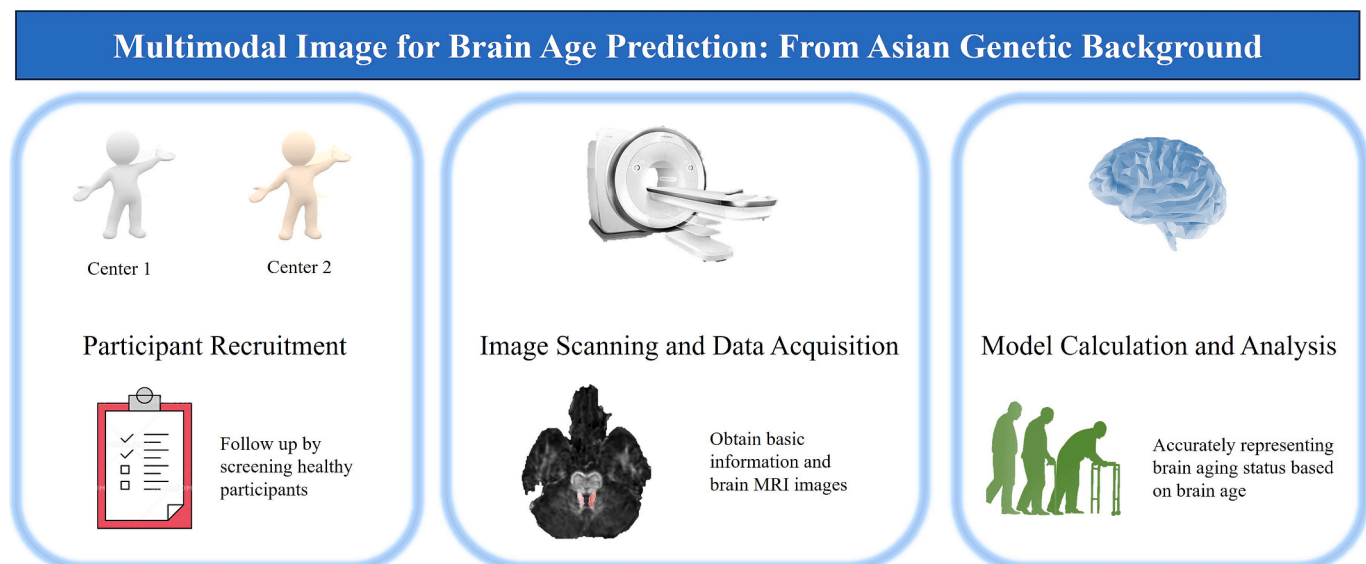 Multimodal Image for Brain Age Prediction: From Asian Genetic Background
Center 1
Center 2
Participant Recruitment
Follow up by
screening healthy
participants
Image Scanning and Data Acquisition
Obtain basic
information and
brain MRI images
Model Calculation and Analysis
Accurately representing
brain aging status based
on brain age